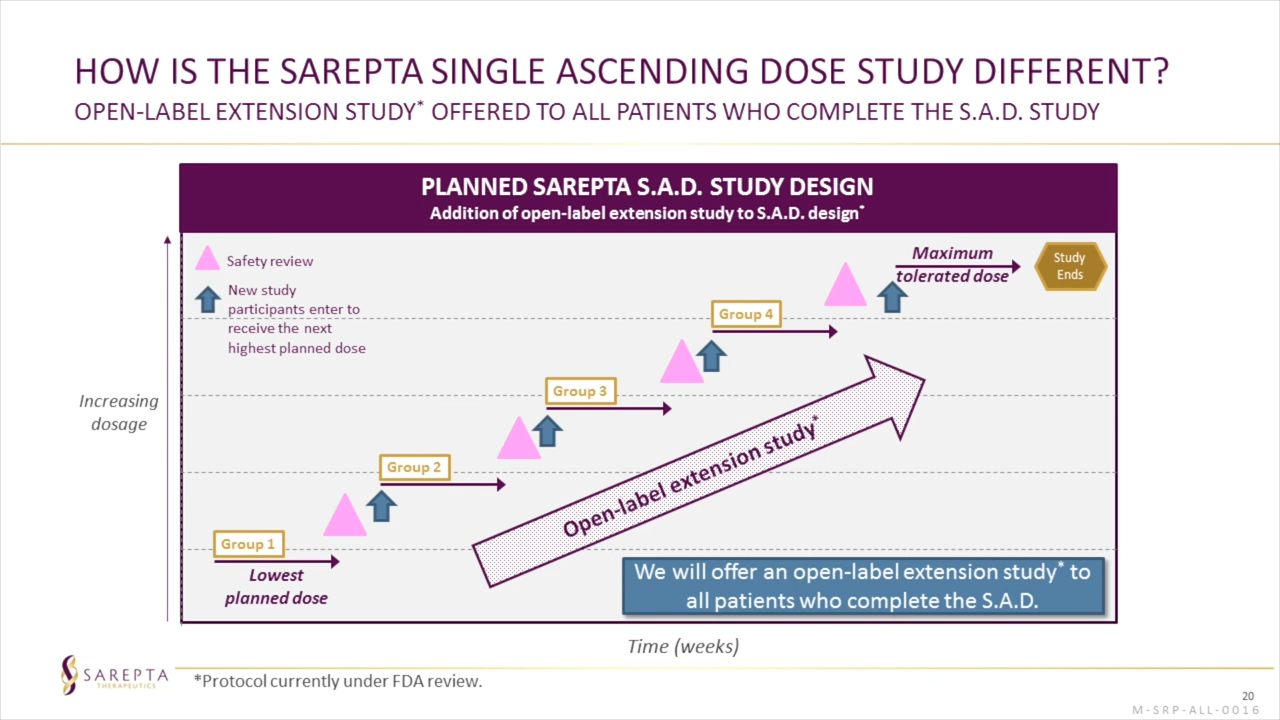 HOW IS THE SAREPTA SINGLE ASCENDING DOSE STUDY DIFFERENT?
OPEN-LABEL EXTENSION STUDY* OFFERED TO ALL PATIENTS WHO COMPLETE THE S.A.D. STUDY
PLANNED SAREPTA S.A.D. STUDY DESIGN
Addition of open-label extension study to S.A.D. design*
Safety review
New study
participants enter to
receive the next
highest planned dose
Maximum
tolerated dose
Study
Ends
Group 4
Group 3
Group 2
Group 1
Lowest
planned dose
Increasing
dosage
Open-label extension study*
We will offer an open-label extension study* to
all patients who complete the S.A.D.
Time (weeks)
SAREPTA
THERAPEUTICS
*Protocol currently under FDA review.
20
M-SRP-ALL-0016